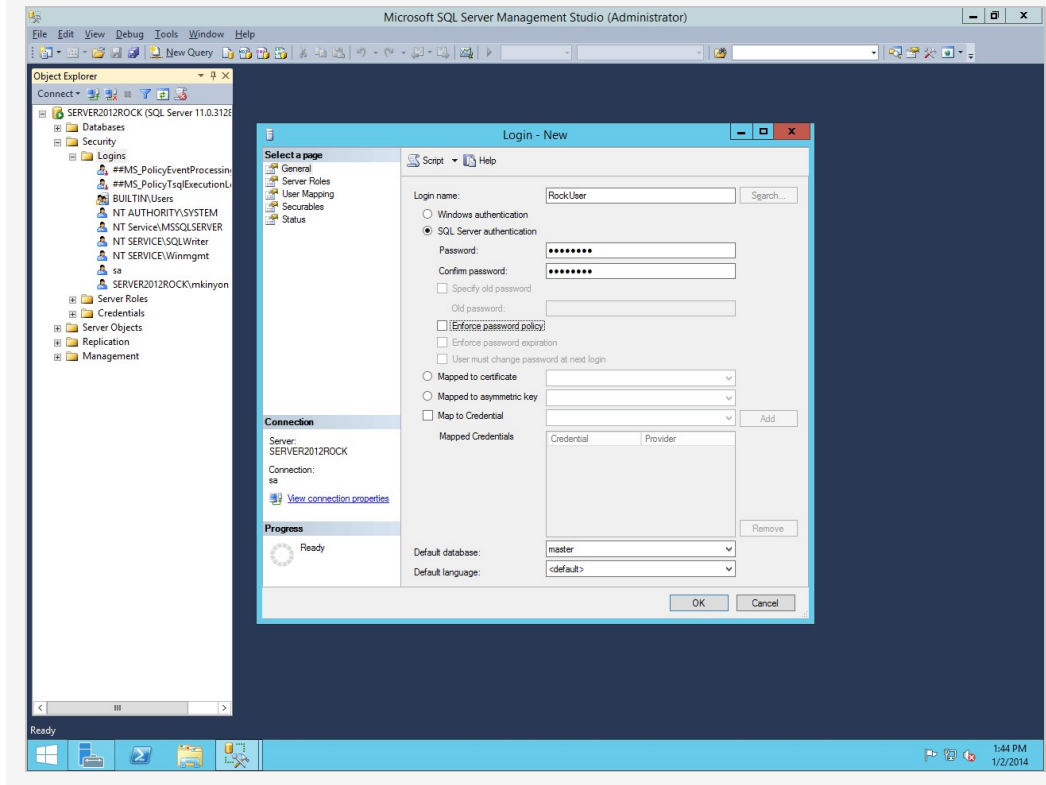 Microsoft SQL Server Management Studio (Administrator)
File Edit View Debug Tools Window Help
New Query
Object Explorer
Connect
SERVER2012ROCK (SQL Server 11.0.3128
Databases
Security
Logins
##MS_PolicyEventProcessin
##MS_PolicyTsqlExecutionL
BUILTIN\Users
NT AUTHORITY\SYSTEM
NT Service\MSSQLSERVER
NT SERVICE\SQLWriter
NT SERVICE\Winmgmt
sa
SERVER2012ROCK\mkinyon
Server Roles
Credentials
Server Objects
Replication
Management
Login - New
Select a page
General
Server Roles
User Mapping
Securables
Status
Script Help
Login name: RockUser Search...
Windows authentication
SQL Server authentication
Password: ●●●●●●●●
Confirm password: ●●●●●●●●
Specify old password
Old password:
Enforce password policy
Enforce password expiration
User must change password at next login
Mapped to certificate
Mapped to asymmetric key
Map to Credential Add
Mapped Credentials Credential Provider
Remove
Connection
Server:
SERVER2012ROCK
Connection:
sa
View connection properties
Progress
Ready
Default database: master
Default language: <default>
OK Cancel
Ready
1:44 PM
1/2/2014